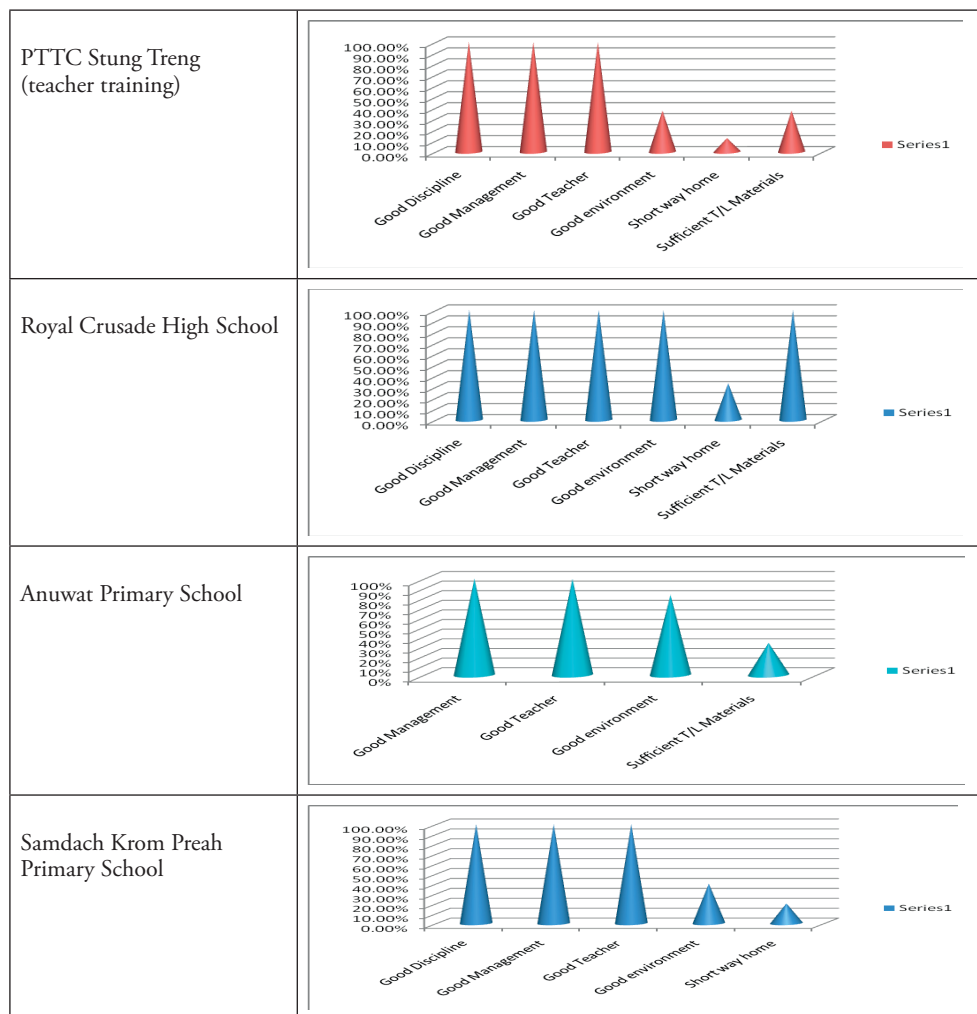 PTTC Stung Treng
(teacher training)
100.00%
90.00%
80.00%
70.00%
60.00%
50.00%
40.00%
30.00%
20.00%
10.00%
0.00%
Good Discipline
Good Management
Good Teacher
Good environment
Short way home
Sufficient T/L Materials
Series1
Royal Crusade High School
100.00%
90.00%
80.00%
70.00%
60.00%
50.00%
40.00%
30.00%
20.00%
10.00%
0.00%
Good Discipline
Good Management
Good Teacher
Good environment
Short way home
Sufficient T/L Materials
Series1
Anuwat Primary School
100%
90%
80%
70%
60%
50%
40%
30%
20%
10%
0%
Good Management
Good Teacher
Good environment
Sufficient T/L Materials
Series1
Samdach Krom Preah
Primary School
100.00%
90.00%
80.00%
70.00%
60.00%
50.00%
40.00%
30.00%
20.00%
10.00%
0.00%
Good Discipline
Good Management
Good Teacher
Good environment
Short way home
Series1